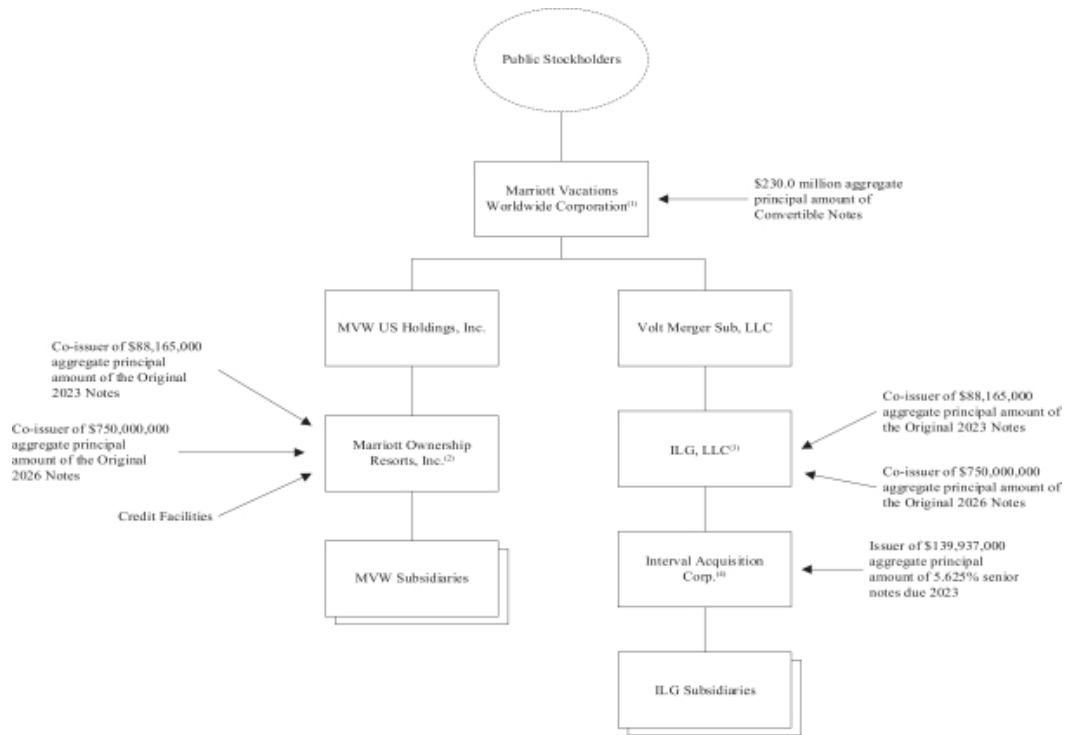 Public Stockholders
Marriott Vacations
Worldwide Corporation(1)
$230.0 million aggregate
principal amount of
Convertible Notes
MVW US Holdings, Inc.
Volt Merger Sub, LLC
Co-issuer of $88,165,000
aggregate principal
amount of the Original
2023 Notes
Co-issuer of $750,000,000
aggregate principal
amount of the Original
2026 Notes
Credit Facilities
Marriott Ownership
Resorts, Inc.(2)
ILG, LLC(3)
Co-issuer of $88,165,000
aggregate principal amount of
the Original 2023 Notes
Co-issuer of $750,000,000
aggregate principal amount of
the Original 2026 Notes
MVW Subsidiaries
Interval Acquisition
Corp.(4)
Issuer of $139,937,000
aggregate principal
amount of 5.625% senior
notes due 2023
ILG Subsidiaries